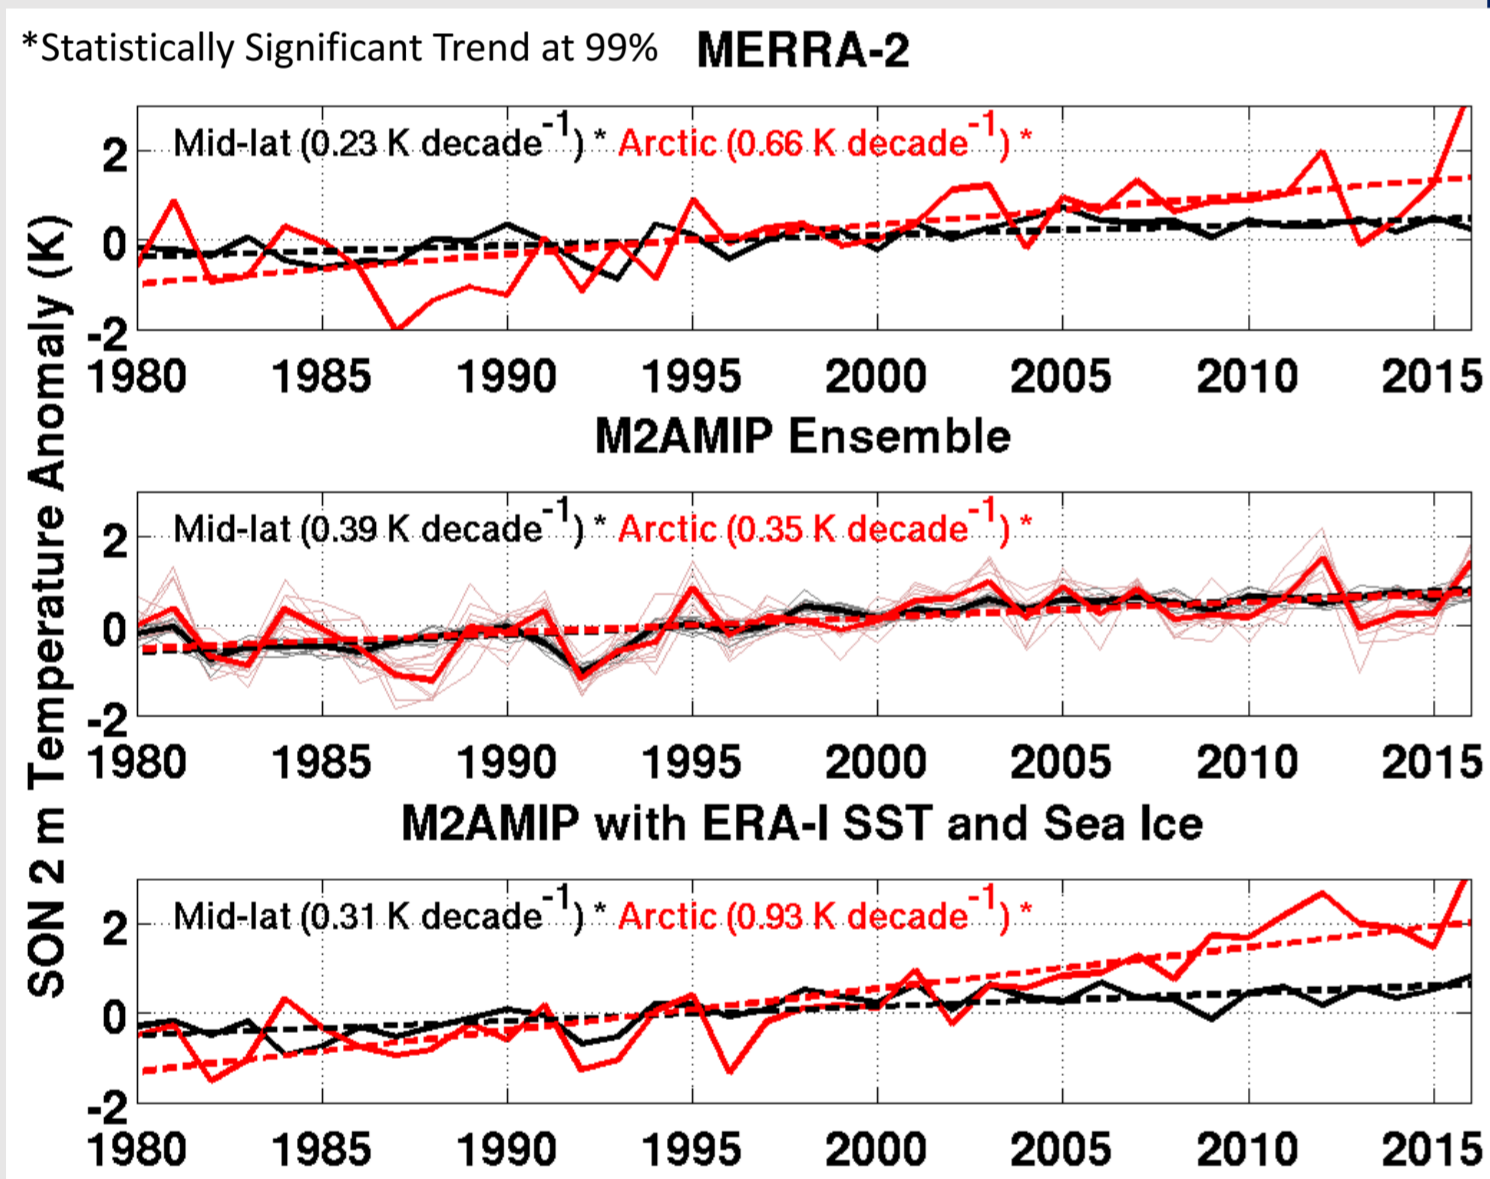 *Statistically Significant Trend at 99% MERRA-2
SON 2 m Temperature Anomaly (K)
Mid-lat (0.23 K decade⁻¹) * Arctic (0.66 K decade⁻¹) *
2
0
-2
1980 1985 1990 1995 2000 2005 2010 2015
M2AMIP Ensemble
Mid-lat (0.39 K decade⁻¹) * Arctic (0.35 K decade⁻¹) *
2
0
-2
1980 1985 1990 1995 2000 2005 2010 2015
M2AMIP with ERA-I SST and Sea Ice
Mid-lat (0.31 K decade⁻¹) * Arctic (0.93 K decade⁻¹) *
2
0
-2
1980 1985 1990 1995 2000 2005 2010 2015